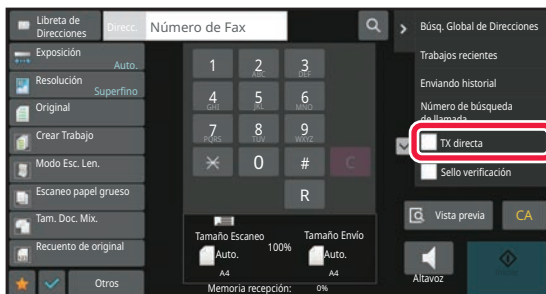 Libreta de
Direcciones
Direcc.
Número de Fax
Búsq. Global de Direcciones
Exposición
Auto.
Trabajos recientes
Resolución
Superfino
Enviando historial
Original
Número de búsqueda
de llamada
Crear Trabajo
TX directa
Modo Esc. Len.
Sello verificación
Escaneo papel grueso
Tam. Doc. Mix.
Recuento de original
Otros
1
2 ABC
3 DEF
4 GHI
5 JKL
6 MNO
7 PQRS
8 TUV
9 WXYZ
0
#
C
R
Tamaño Escaneo
100%
Tamaño Envío
Auto.
A4
Auto.
A4
Memoria recepción: 0%
Vista previa
CA
Altavoz